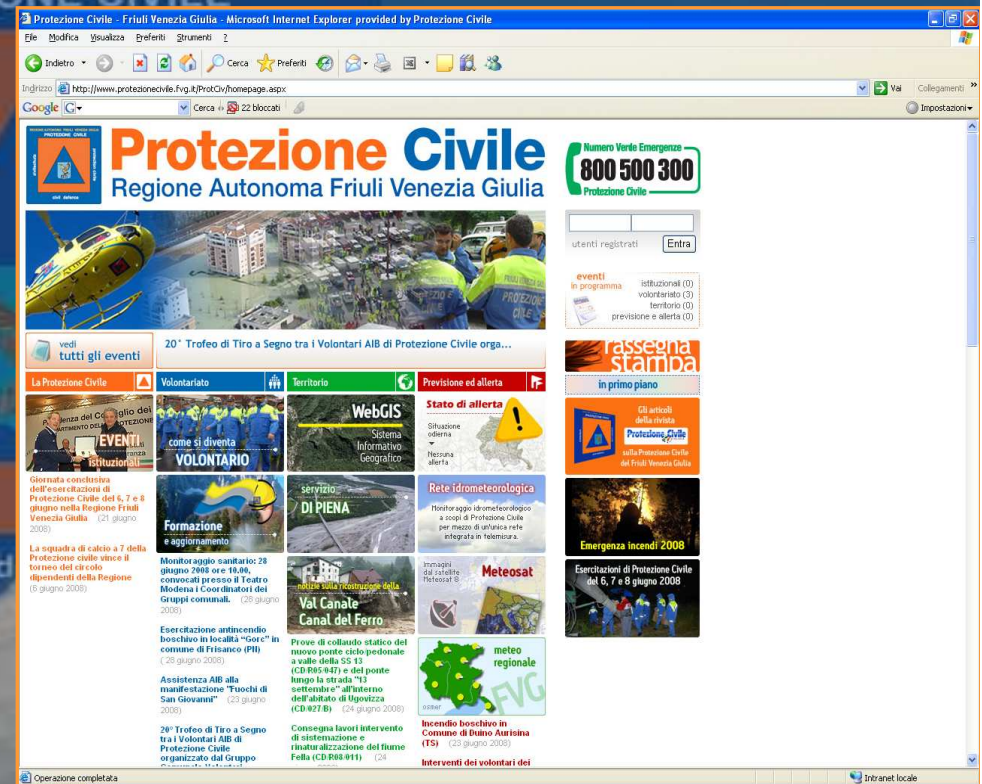 ONE CIVILE
Protezione Civile - Friuli Venezia Giulia - Microsoft Internet Explorer provided by Protezione Civile
File Modifica Visualizza Preferiti Strumenti ?
Indietro Cerca Preferiti
Indirizzo http://www.protezionecivile.fvg.it/ProtCiv/homepage.aspx Vai Collegamenti
Google G Cerca 22 bloccati Impostazioni
PROTEZIONE CIVILE
civil defence
Protezione Civile
Regione Autonoma Friuli Venezia Giulia
Numero Verde Emergenze
800 500 300
Protezione Civile
utenti registrati Entra
eventi
in programma
istituzionali (0)
volontariato (3)
territorio (0)
previsione e allerta (0)
vedi
tutti gli eventi
20° Trofeo di Tiro a Segno tra i Volontari AIB di Protezione Civile orga...
rassegna
stampa
in primo piano
La Protezione Civile
EVENTI
istituzionali
Giornata conclusiva
dell'esercitazioni di
Protezione Civile del 6, 7 e 8
giugno nella Regione Friuli
Venezia Giulia (21 giugno
2008)
La squadra di calcio a 7 della
Protezione civile vince il
torneo del circolo
dipendenti della Regione
(6 giugno 2008)
Volontariato
come si diventa
VOLONTARIO
Formazione
e aggiornamento
Monitoraggio sanitario: 28
giugno 2008 ore 10.00,
convocati presso il Teatro
Modena i Coordinatori dei
Gruppi comunali. (28 giugno
2008)
Esercitazione antincendio
boschivo in località "Gorc" in
comune di Frisanco (PN)
( 28 giugno 2008)
Assistenza AIB alla
manifestazione "Fuochi di
San Giovanni" (23 giugno
2008)
20° Trofeo di Tiro a Segno
tra i Volontari AIB di
Protezione Civile
organizzato dal Gruppo
Territorio
WebGIS
Sistema
Informativo
Geografico
servizio
DI PIENA
notizie sulla ricostruzione della
Val Canale
Canal del Ferro
Prove di collaudo statico del
nuovo ponte ciclo/pedonale
a valle della SS 13
(CD/R05/047) e del ponte
lungo la strada "13
settembre" all'interno
dell'abitato di Ugovizza
(CD/027/B) (24 giugno 2008)
Consegna lavori intervento
di sistemazione e
rinaturalizzazione del fiume
Fella (CD/R08/011) (24
Previsione ed allerta
Stato di allerta
Situazione
odierna
Nessuna
allerta
Rete idrometeorologica
Monitoraggio idrometeorologico
a scopi di Protezione Civile
per mezzo di un'unica rete
integrata in telemisura.
immagini
dal satellite
Meteosat 8
Meteosat
meteo
regionale
FVG
osmer
Incendio boschivo in
Comune di Duino Aurisina
(TS) (23 giugno 2008)
Interventi dei volontari dei
Gli articoli
della rivista
Protezione Civile
sulla Protezione Civile
del Friuli Venezia Giulia
Emergenza incendi 2008
Esercitazioni di Protezione Civile
del 6, 7 e 8 giugno 2008
Operazione completata Intranet locale